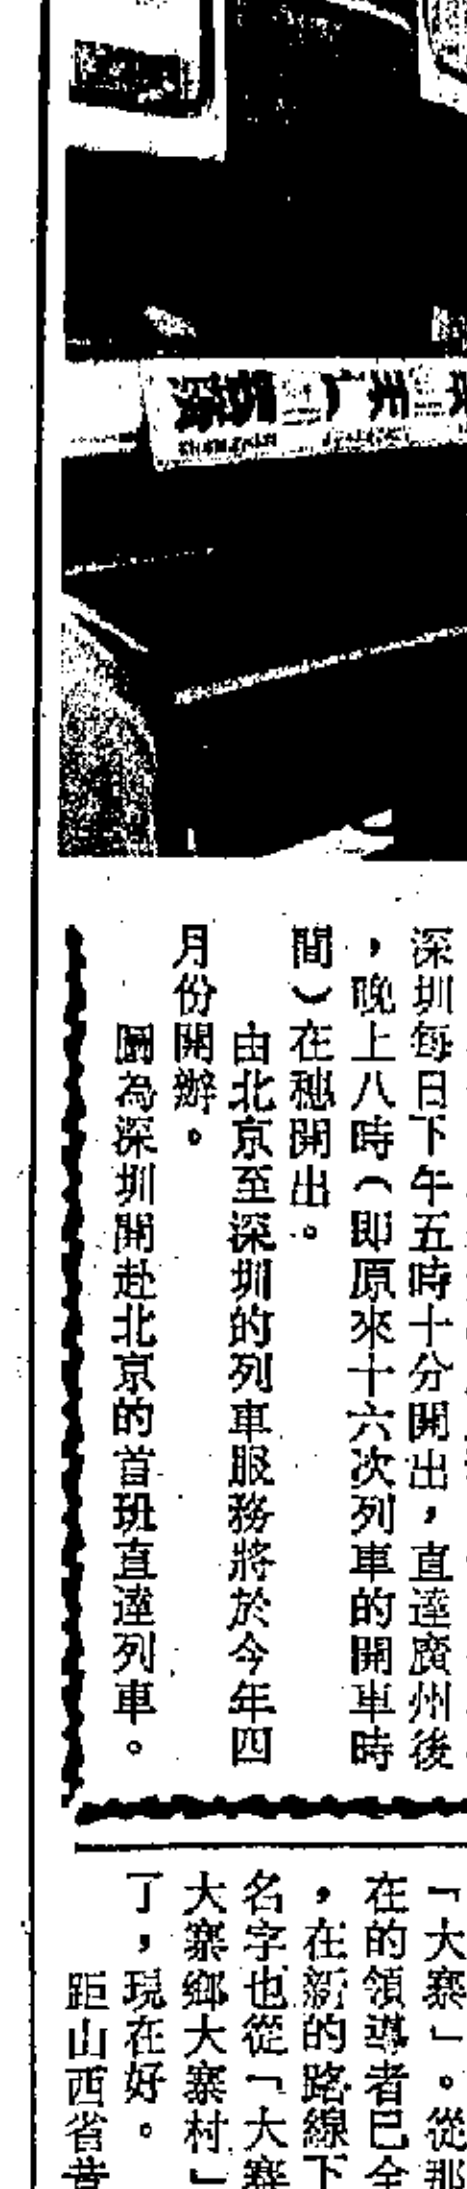 深圳 广州
深圳每日下午五時十分開出，直達廣州後
，晚上八時（即原來十六次列車的開車時
間）在穗開出。
由北京至深圳的列車服務將於今年四
月份開辦。
圖為深圳開赴北京的首班直達列車。
「大寨」。從那
在的領導者已全
，在新的路線下
名字也從「大寨
大寨鄉大寨村」
了，現在好。
距山西省昔